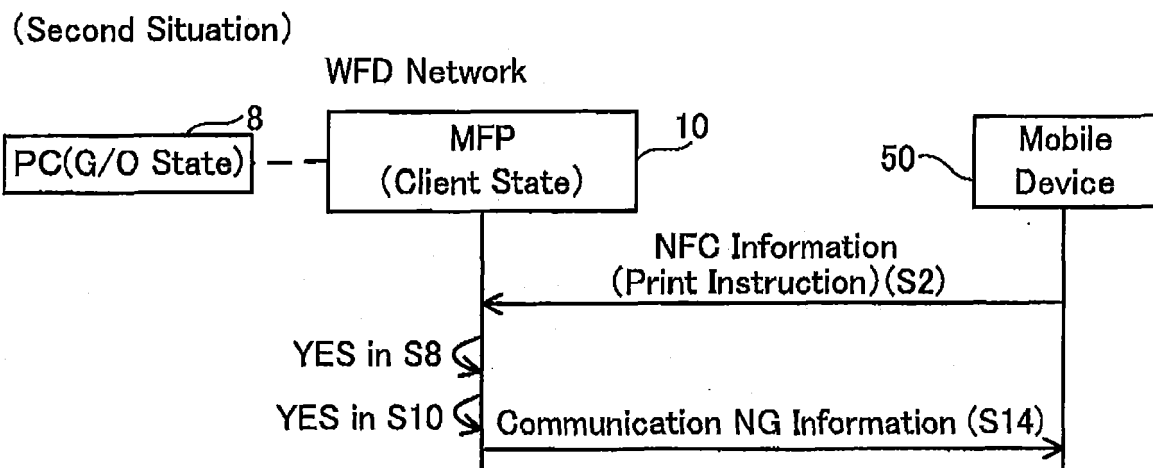 (Second Situation)
WFD Network
8
PC(G/O State)
MFP
(Client State)
10
50
Mobile
Device
NFC Information
(Print Instruction)(S2)
YES in S8
YES in S10
Communication NG Information (S14)